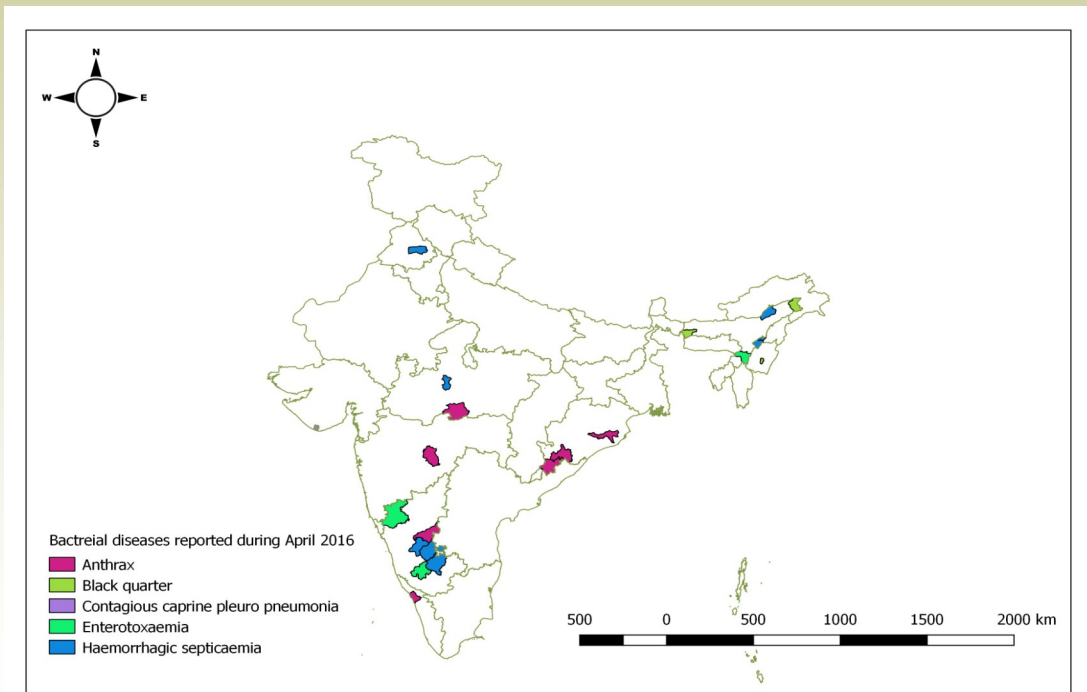 N
W E
S
Bactreial diseases reported during April 2016
Anthrax
Black quarter
Contagious caprine pleuro pneumonia
Enterotoxaemia
Haemorrhagic septicaemia
500 0 500 1000 1500 2000 km